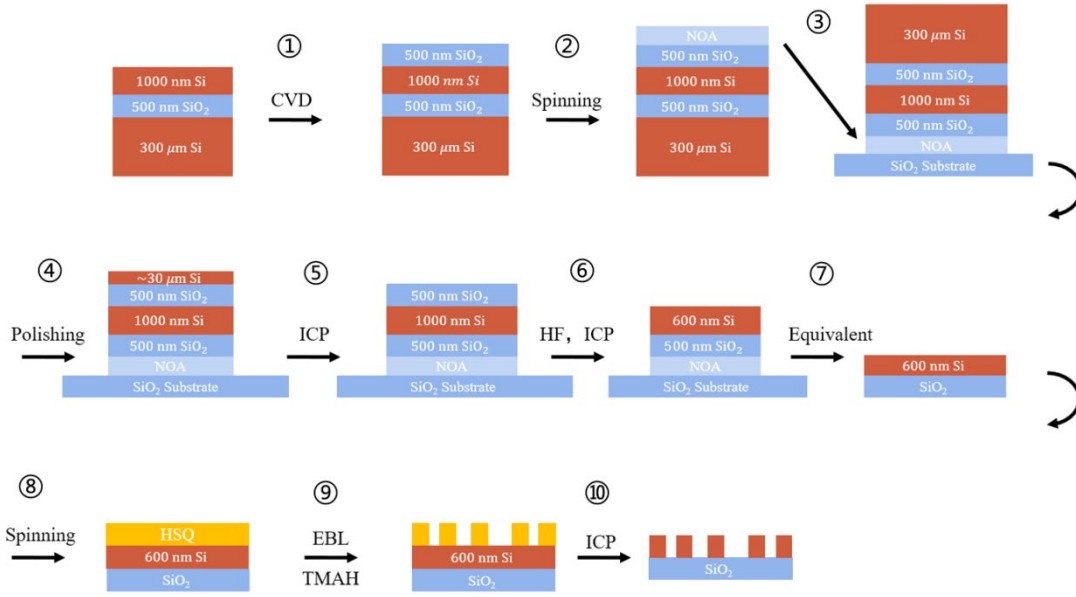 ①
1000 nm Si
500 nm SiO₂
300 μm Si
CVD
500 nm SiO₂
1000 nm Si
500 nm SiO₂
300 μm Si
②
Spinning
NOA
500 nm SiO₂
1000 nm Si
500 nm SiO₂
300 μm Si
③
300 μm Si
500 nm SiO₂
1000 nm Si
500 nm SiO₂
NOA
SiO₂ Substrate
④
Polishing
~30 μm Si
500 nm SiO₂
1000 nm Si
500 nm SiO₂
NOA
SiO₂ Substrate
⑤
ICP
500 nm SiO₂
1000 nm Si
500 nm SiO₂
NOA
SiO₂ Substrate
⑥
HF，ICP
600 nm Si
500 nm SiO₂
NOA
SiO₂ Substrate
⑦
Equivalent
600 nm Si
SiO₂
⑧
Spinning
HSQ
600 nm Si
SiO₂
⑨
EBL
TMAH
600 nm Si
SiO₂
⑩
ICP
SiO₂